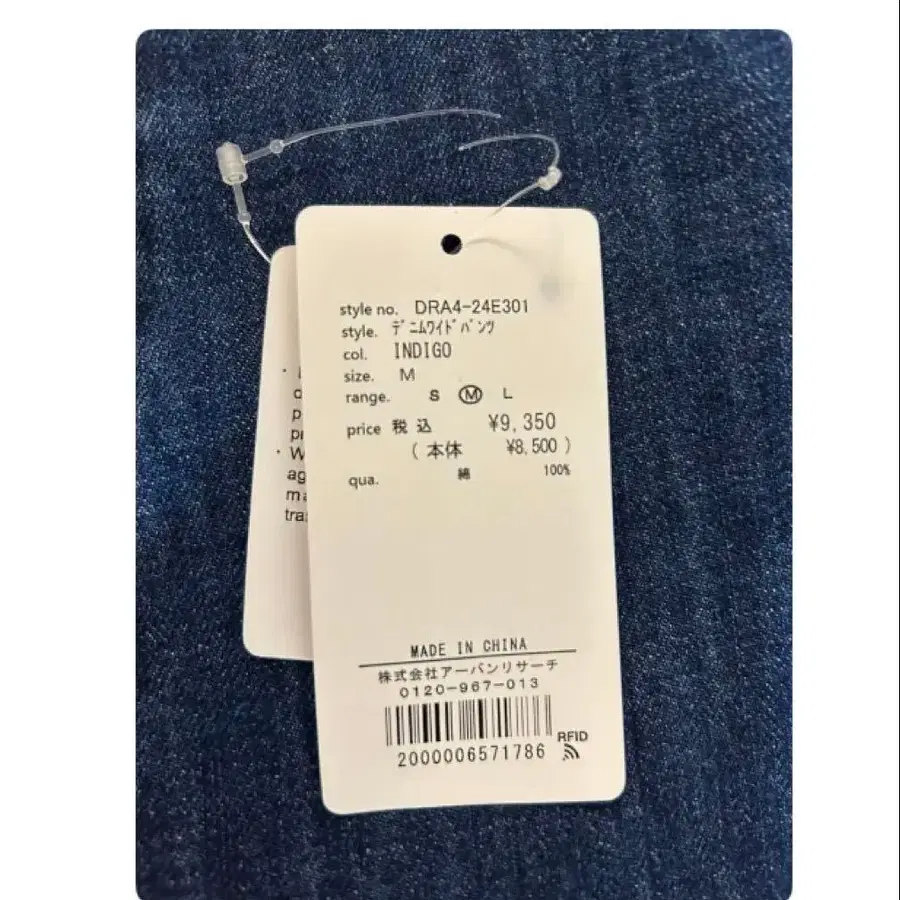 style no. DRA4-24E301
style. ﾃﾞﾆﾑﾜｲﾄﾞﾊﾟﾝﾂ
col. INDIGO
size. M
range. S Ⓜ L
price 税込 ¥9,350
(本体 ¥8,500)
qua. 綿 100%
MADE IN CHINA
株式会社アーバンリサーチ
0120-967-013
RFID
2000006571786